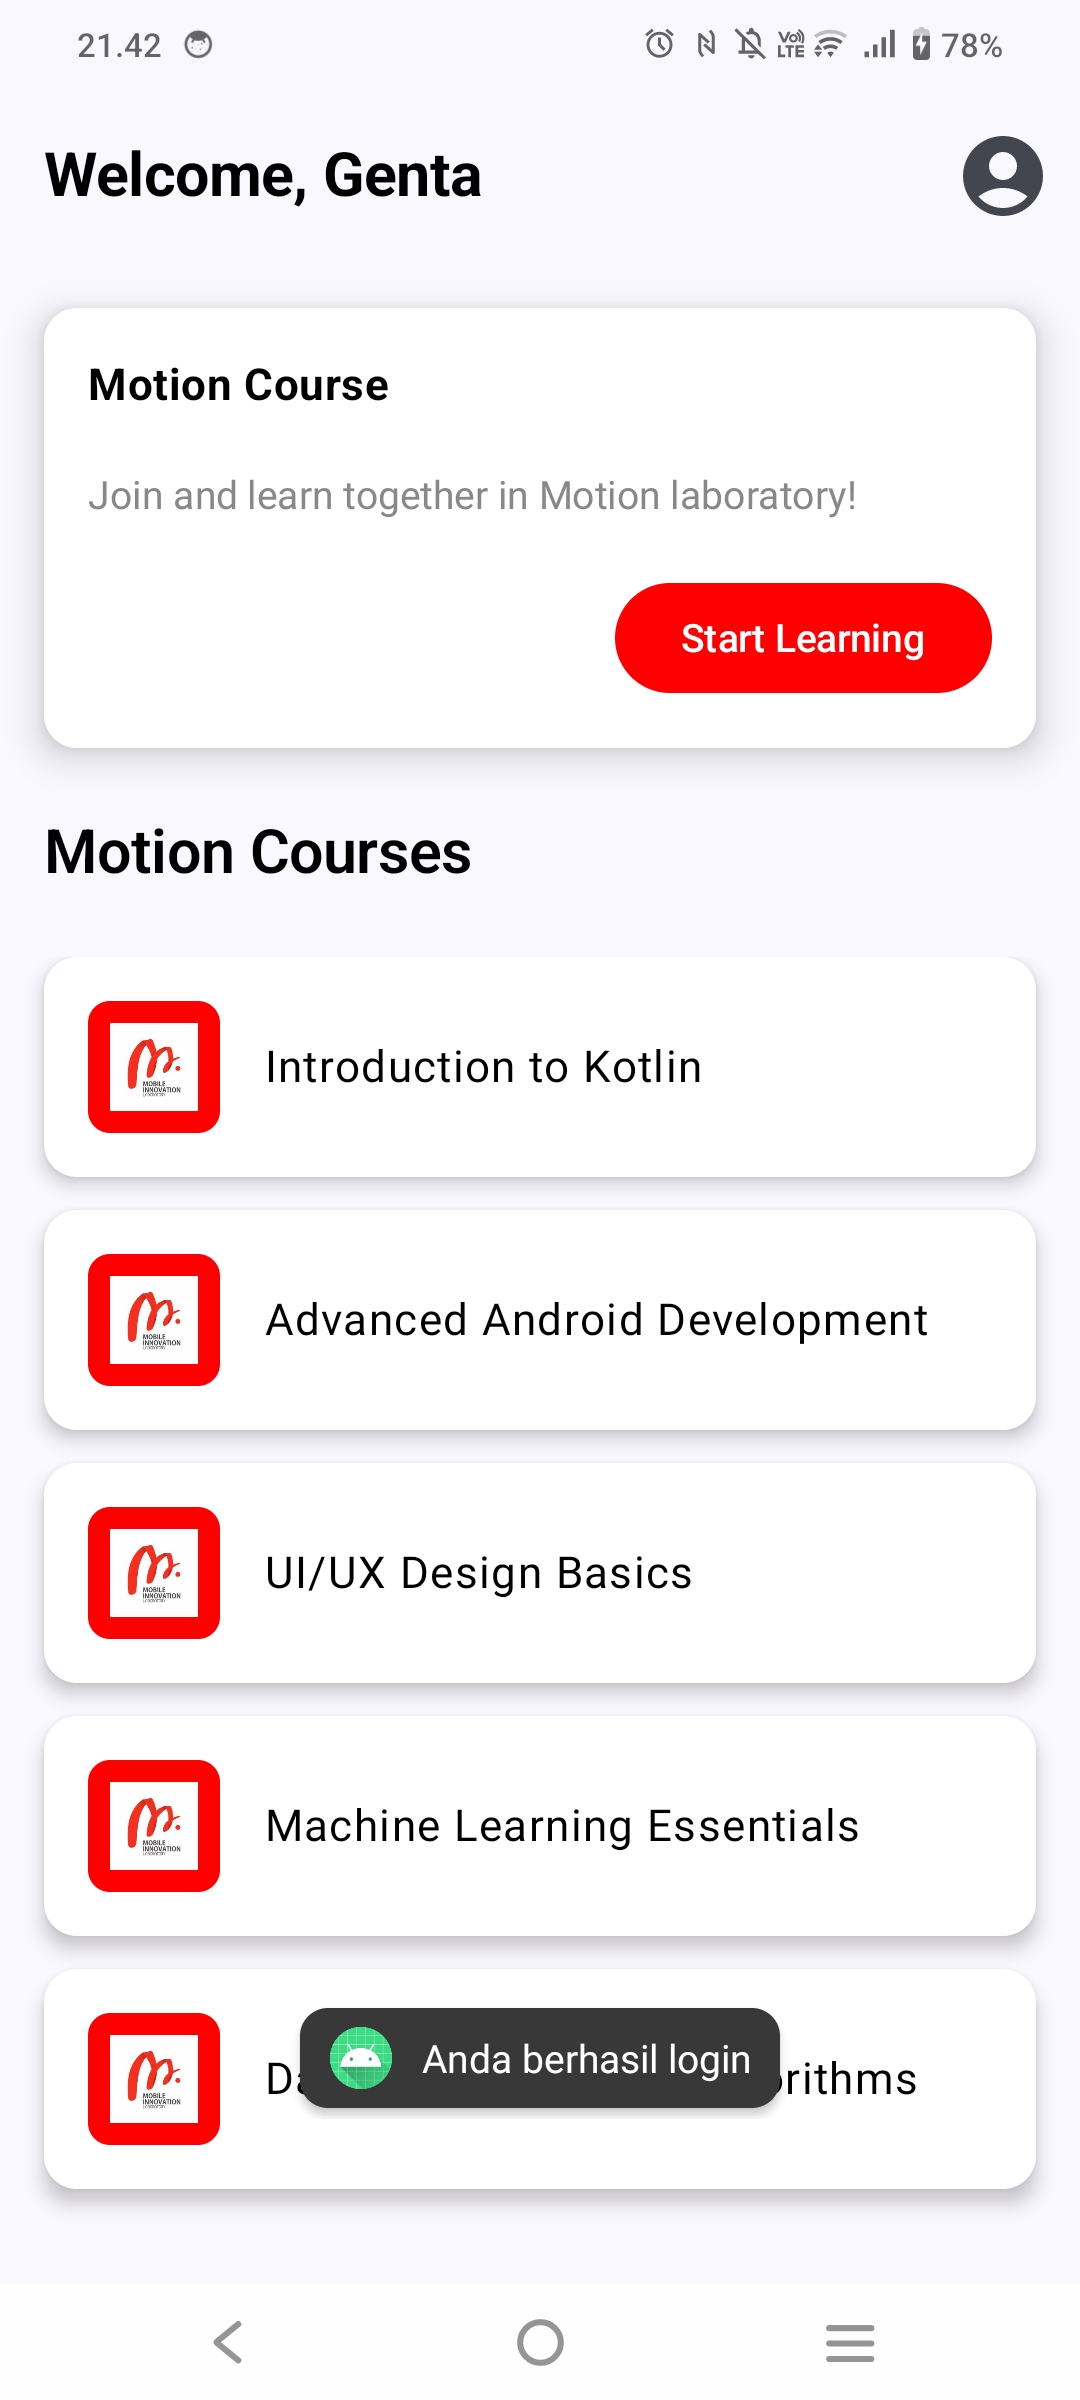 21.42
Vo)) LTE 78%
Welcome, Genta
Motion Course
Join and learn together in Motion laboratory!
Start Learning
Motion Courses
MOBILE
INNOVATION
Introduction to Kotlin
MOBILE
INNOVATION
Advanced Android Development
MOBILE
INNOVATION
UI/UX Design Basics
MOBILE
INNOVATION
Machine Learning Essentials
MOBILE
INNOVATION
Anda berhasil login